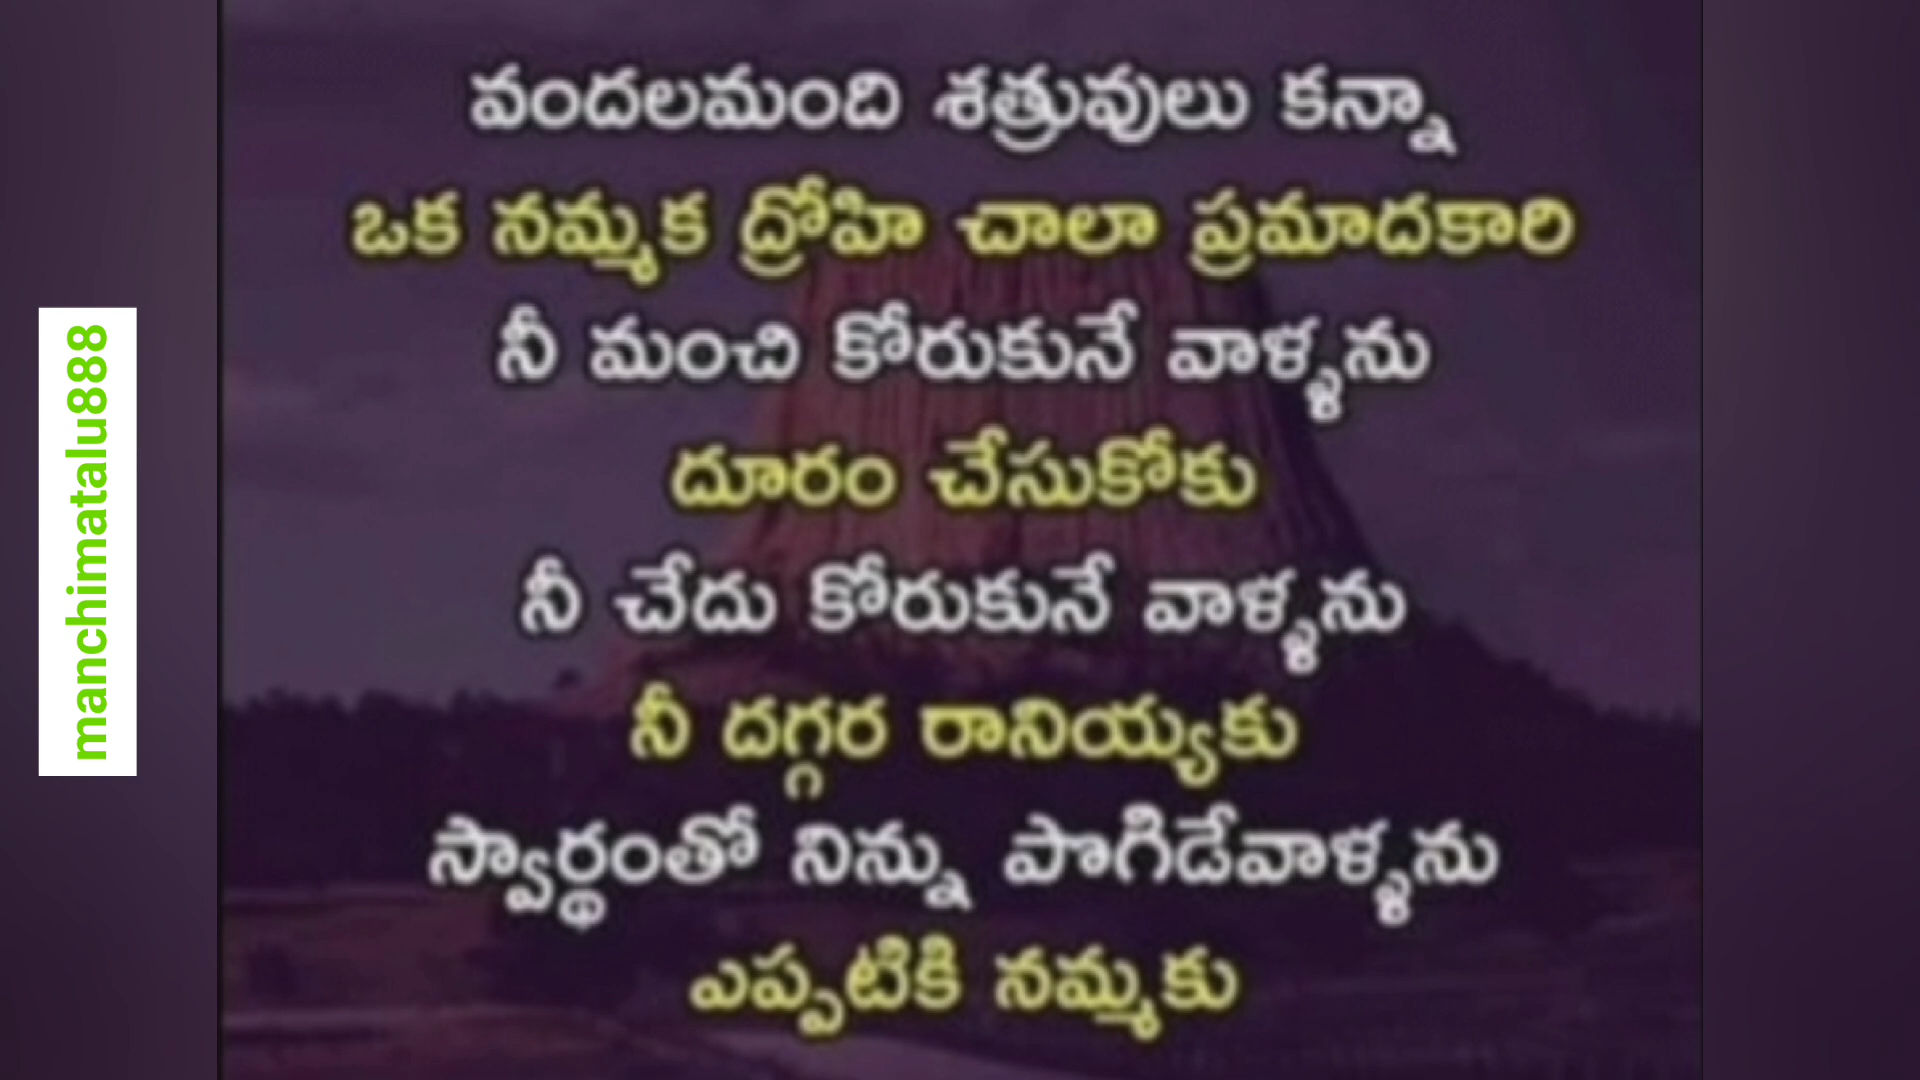 వందలమంది శత్రువులు కన్నా
ఒక నమ్మక ద్రోహి చాలా ప్రమాదకారి
నీ మంచి కోరుకునే వాళ్ళను
దూరం చేసుకోకు
నీ చేదు కోరుకునే వాళ్ళను
నీ దగ్గర రానియ్యకు
స్వార్థంతో నిన్ను పొగిడేవాళ్ళను
ఎప్పటికి నమ్మకు
manchimatalu888